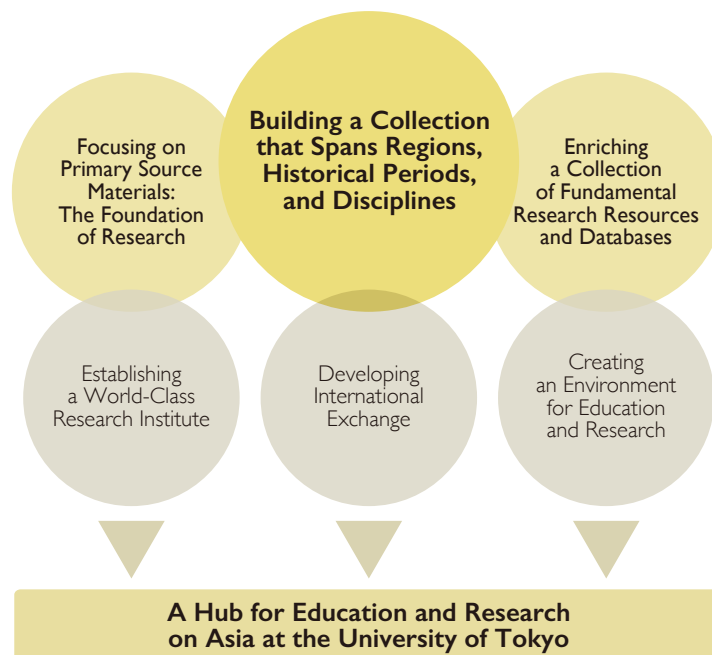 Focusing on
Primary Source
Materials:
The Foundation
of Research
Building a Collection
that Spans Regions,
Historical Periods,
and Disciplines
Enriching
a Collection
of Fundamental
Research Resources
and Databases
Establishing
a World-Class
Research Institute
Developing
International
Exchange
Creating
an Environment
for Education
and Research
A Hub for Education and Research
on Asia at the University of Tokyo